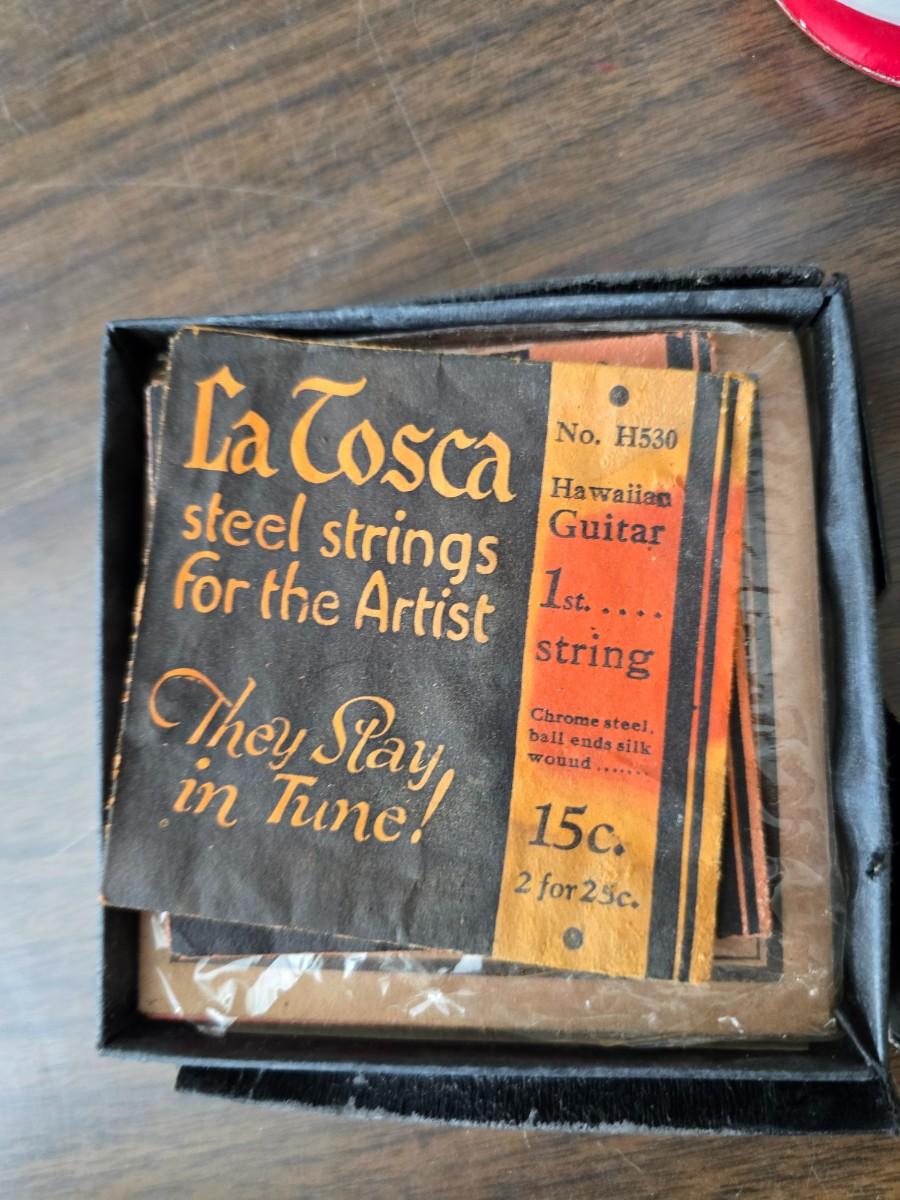 La Tosca
steel strings
for the Artist
They Stay
in Tune!
No. H530
Hawaiian
Guitar
1st.....
string
Chrome steel,
ball ends silk
wound.......
15c.
2 for 25c.